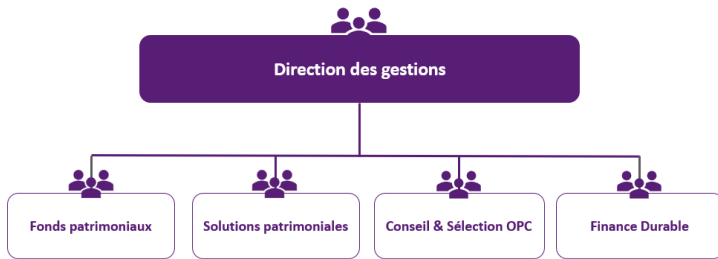 Direction des gestions
Fonds patrimoniaux
Solutions patrimoniales
Conseil & Sélection OPC
Finance Durable